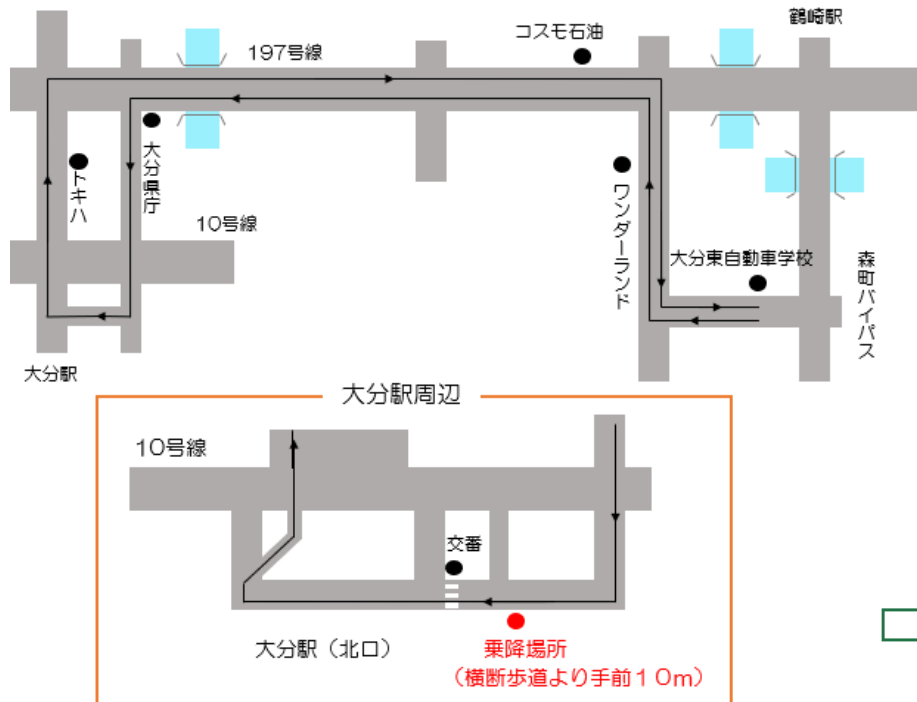 鶴崎駅
コスモ石油
197号線
大分県庁
トキハ
ワンダーランド
10号線
大分東自動車学校
森町バイパス
大分駅
大分駅周辺
10号線
交番
大分駅(北口)
乗降場所
(横断歩道より手前10m)